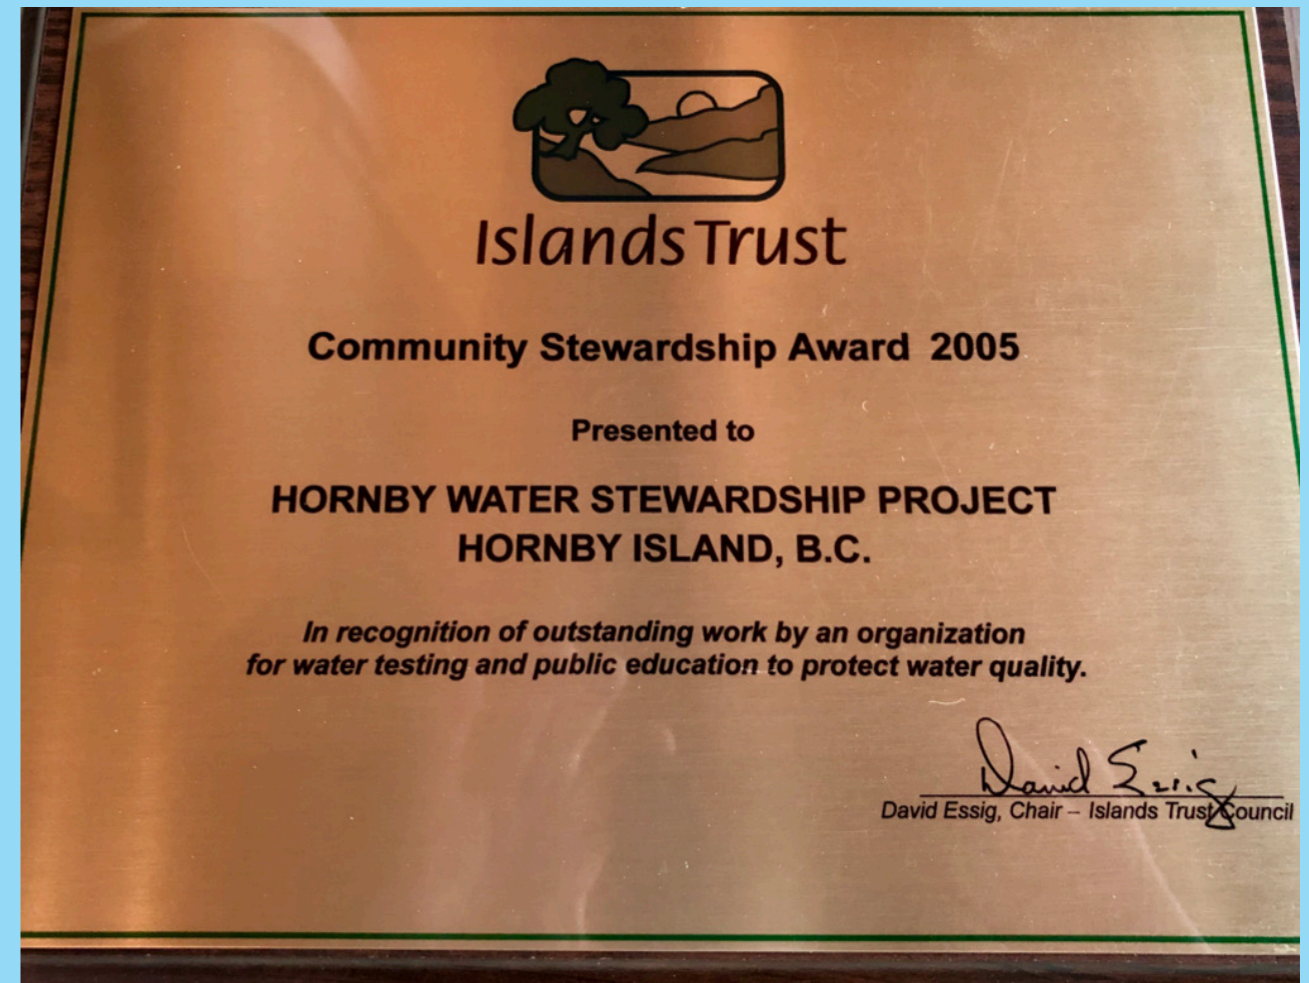 Islands Trust
Community Stewardship Award 2005
Presented to
HORNBY WATER STEWARDSHIP PROJECT
HORNBY ISLAND, B.C.
In recognition of outstanding work by an organization
for water testing and public education to protect water quality.
David Essig
David Essig, Chair – Islands Trust Council